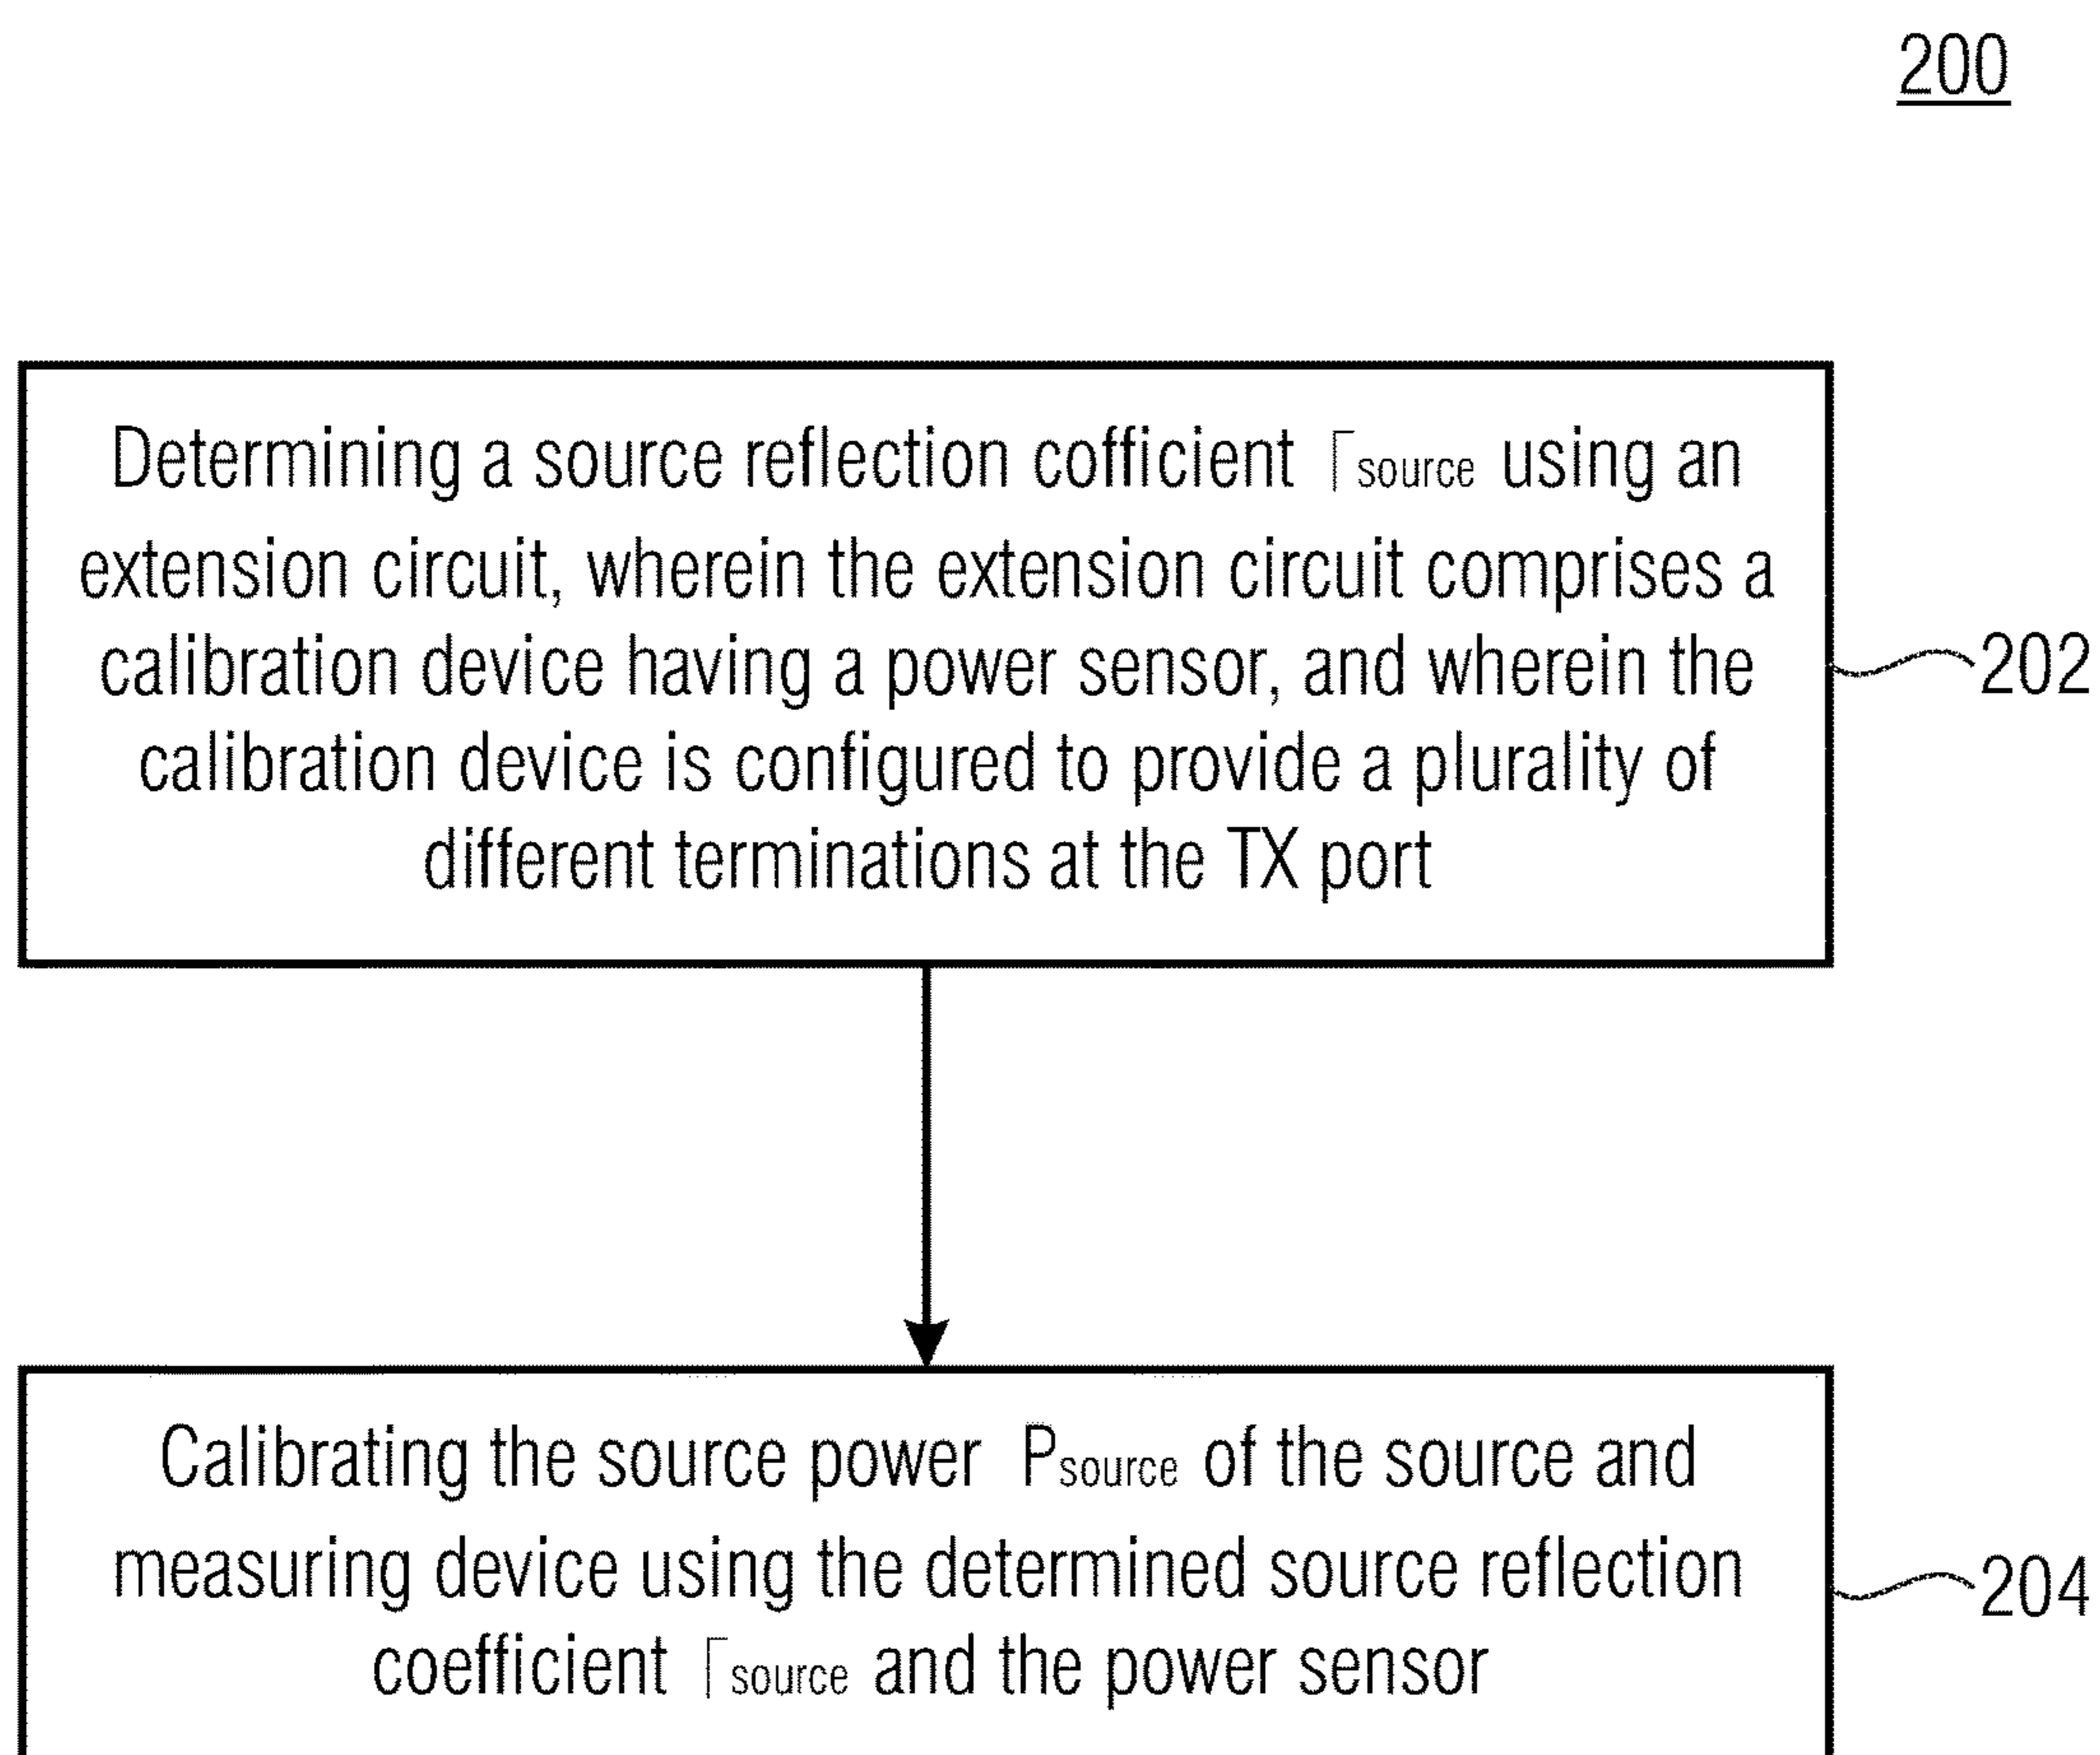 200
Determining a source reflection cofficient Γsource using an
extension circuit, wherein the extension circuit comprises a
calibration device having a power sensor, and wherein the
calibration device is configured to provide a plurality of
different terminations at the TX port
202
Calibrating the source power Psource of the source and
measuring device using the determined source reflection
coefficient Γsource and the power sensor
204